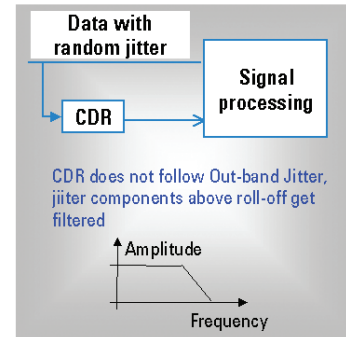 Data with
random jitter
Signal
processing
CDR
CDR does not follow Out-band Jitter,
jiiter components above roll-off get
filtered
Amplitude
Frequency